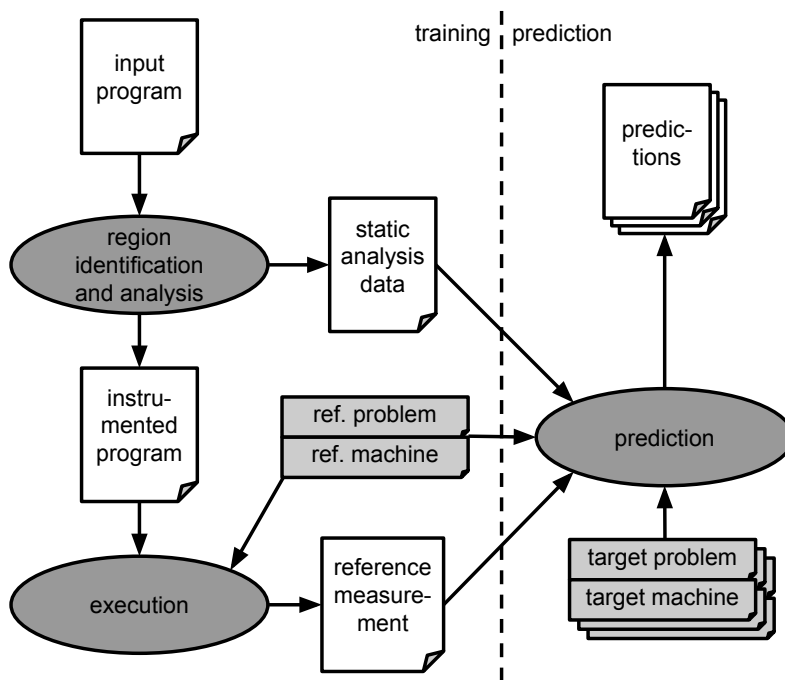 training
prediction
input
program
predic-
tions
region
identification
and analysis
static
analysis
data
instru-
mented
program
ref. problem
ref. machine
prediction
execution
reference
measure-
ment
target problem
target machine